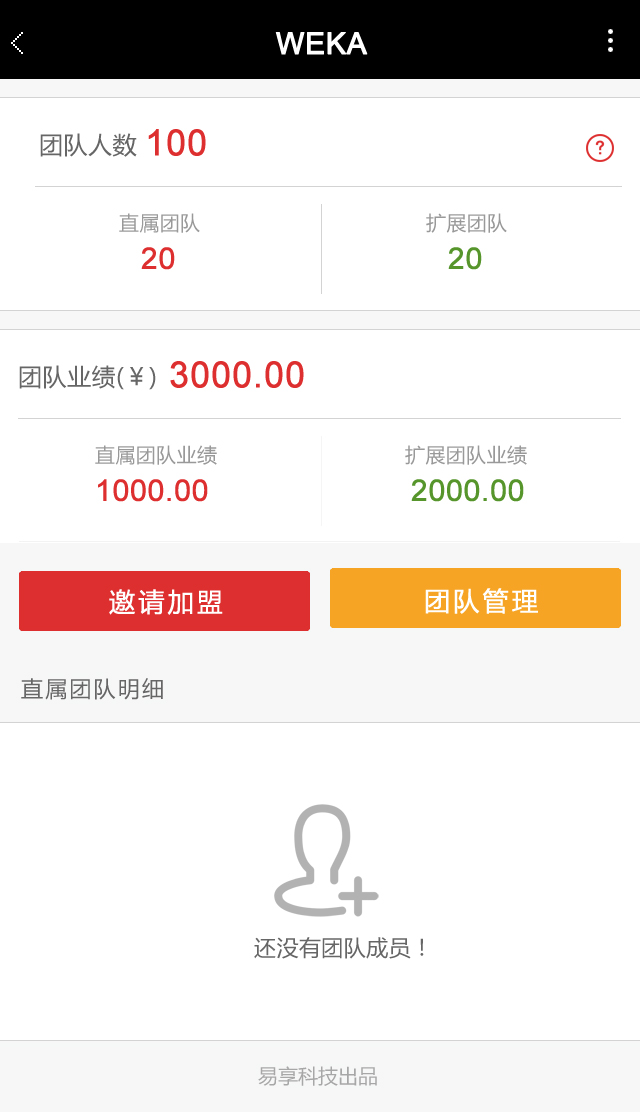 WEKA
团队人数 100
?
直属团队 扩展团队
20 20
团队业绩(¥) 3000.00
直属团队业绩 扩展团队业绩
1000.00 2000.00
邀请加盟 团队管理
直属团队明细
还没有团队成员！
易享科技出品